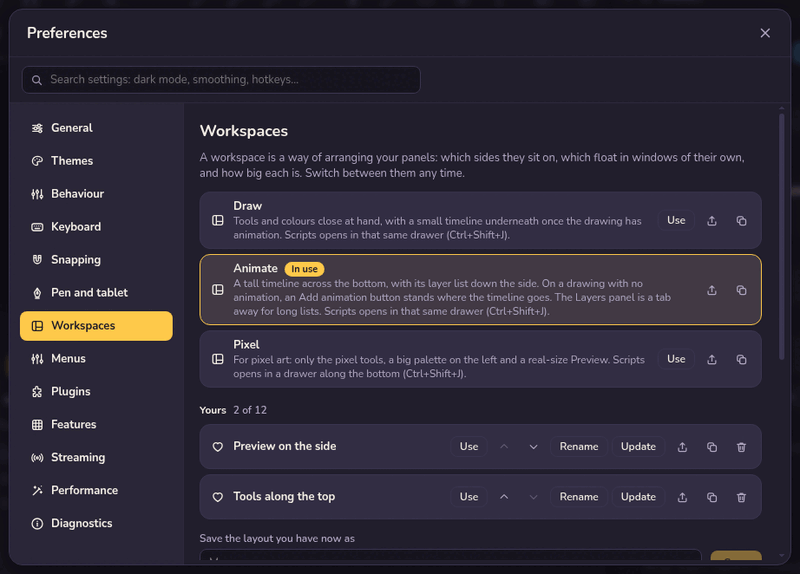 Preferences
Search settings: dark mode, smoothing, hotkeys...
General
Themes
Behaviour
Keyboard
Snapping
Pen and tablet
Workspaces
Menus
Plugins
Features
Streaming
Performance
Diagnostics
Workspaces
A workspace is a way of arranging your panels: which sides they sit on, which float in windows of their own,
and how big each is. Switch between them any time.
Draw
Tools and colours close at hand, with a small timeline underneath once the drawing has
animation. Scripts opens in that same drawer (Ctrl+Shift+J).
Use
Animate In use
A tall timeline across the bottom, with its layer list down the side. On a drawing with no
animation, an Add animation button stands where the timeline goes. The Layers panel is a tab
away for long lists. Scripts opens in that same drawer (Ctrl+Shift+J).
Pixel
For pixel art: only the pixel tools, a big palette on the left and a real-size Preview. Scripts
opens in a drawer along the bottom (Ctrl+Shift+J).
Use
Yours 2 of 12
Preview on the side Use Rename Update
Tools along the top Use Rename Update
Save the layout you have now as